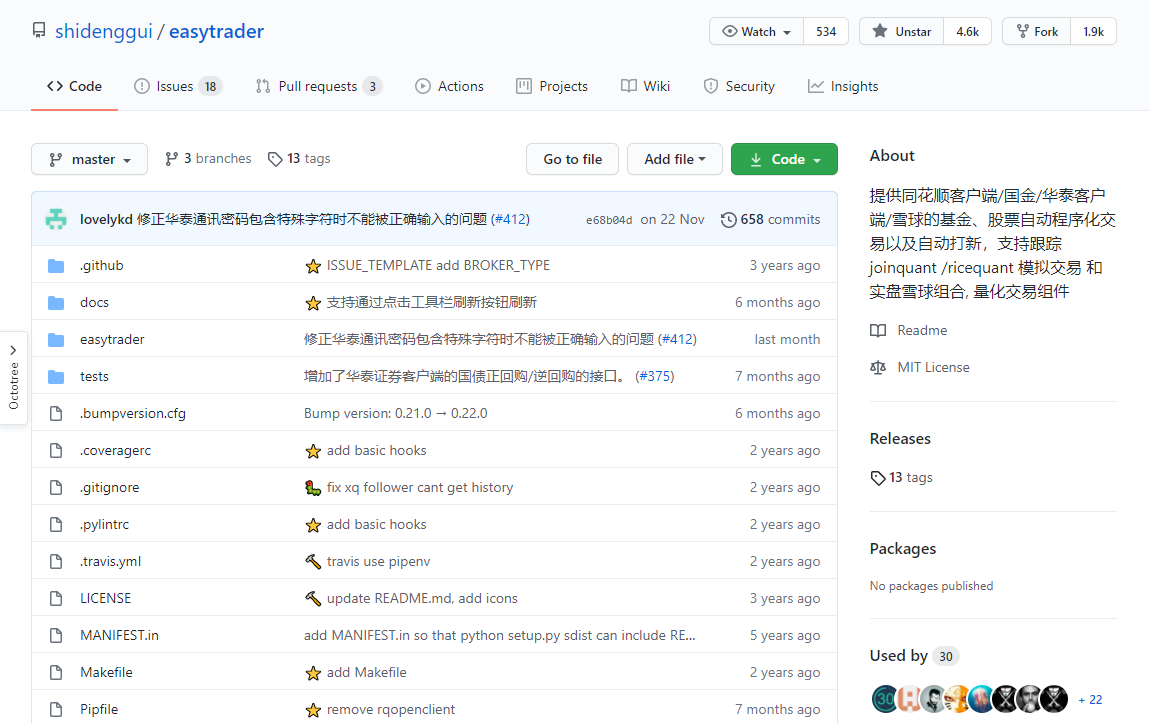 shidenggui / easytrader
Watch 534
Unstar 4.6k
Fork 1.9k
Code
Issues 18
Pull requests 3
Actions
Projects
Wiki
Security
Insights
master
3 branches
13 tags
Go to file
Add file
Code
lovelykd 修正华泰通讯密码包含特殊字符时不能被正确输入的问题 (#412) e68b04d on 22 Nov 658 commits
.github ISSUE_TEMPLATE add BROKER_TYPE 3 years ago
docs 支持通过点击工具栏刷新按钮刷新 6 months ago
easytrader 修正华泰通讯密码包含特殊字符时不能被正确输入的问题 (#412) last month
tests 增加了华泰证券客户端的国债正回购/逆回购的接口。 (#375) 7 months ago
.bumpversion.cfg Bump version: 0.21.0 → 0.22.0 6 months ago
.coveragerc add basic hooks 2 years ago
.gitignore fix xq follower cant get history 2 years ago
.pylintrc add basic hooks 2 years ago
.travis.yml travis use pipenv 2 years ago
LICENSE update README.md, add icons 3 years ago
MANIFEST.in add MANIFEST.in so that python setup.py sdist can include RE... 5 years ago
Makefile add Makefile 2 years ago
Pipfile remove rqopenclient 7 months ago
Octotree
About
提供同花顺客户端/国金/华泰客户
端/雪球的基金、股票自动程序化交
易以及自动打新，支持跟踪
joinquant /ricequant 模拟交易 和
实盘雪球组合, 量化交易组件
Readme
MIT License
Releases
13 tags
Packages
No packages published
Used by 30
30
+ 22